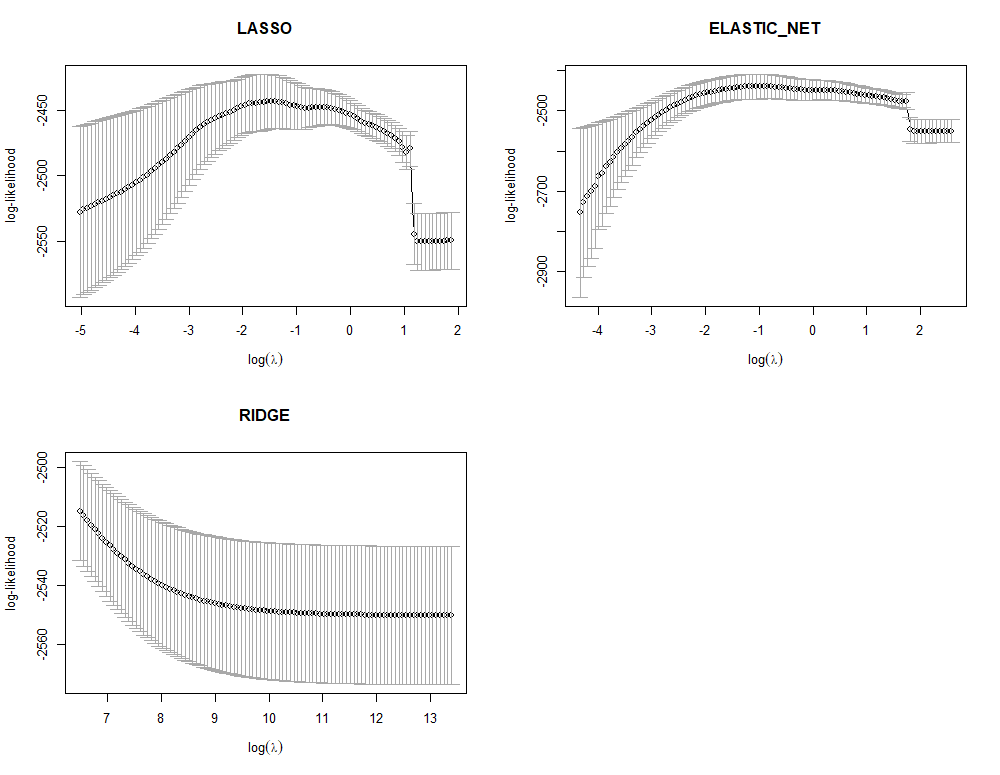 LASSO
log-likelihood
-2450
-2500
-2550
-5 -4 -3 -2 -1 0 1 2
log(λ)
ELASTIC_NET
log-likelihood
-2500
-2700
-2900
-4 -3 -2 -1 0 1 2
log(λ)
RIDGE
log-likelihood
-2500
-2520
-2540
-2560
7 8 9 10 11 12 13
log(λ)